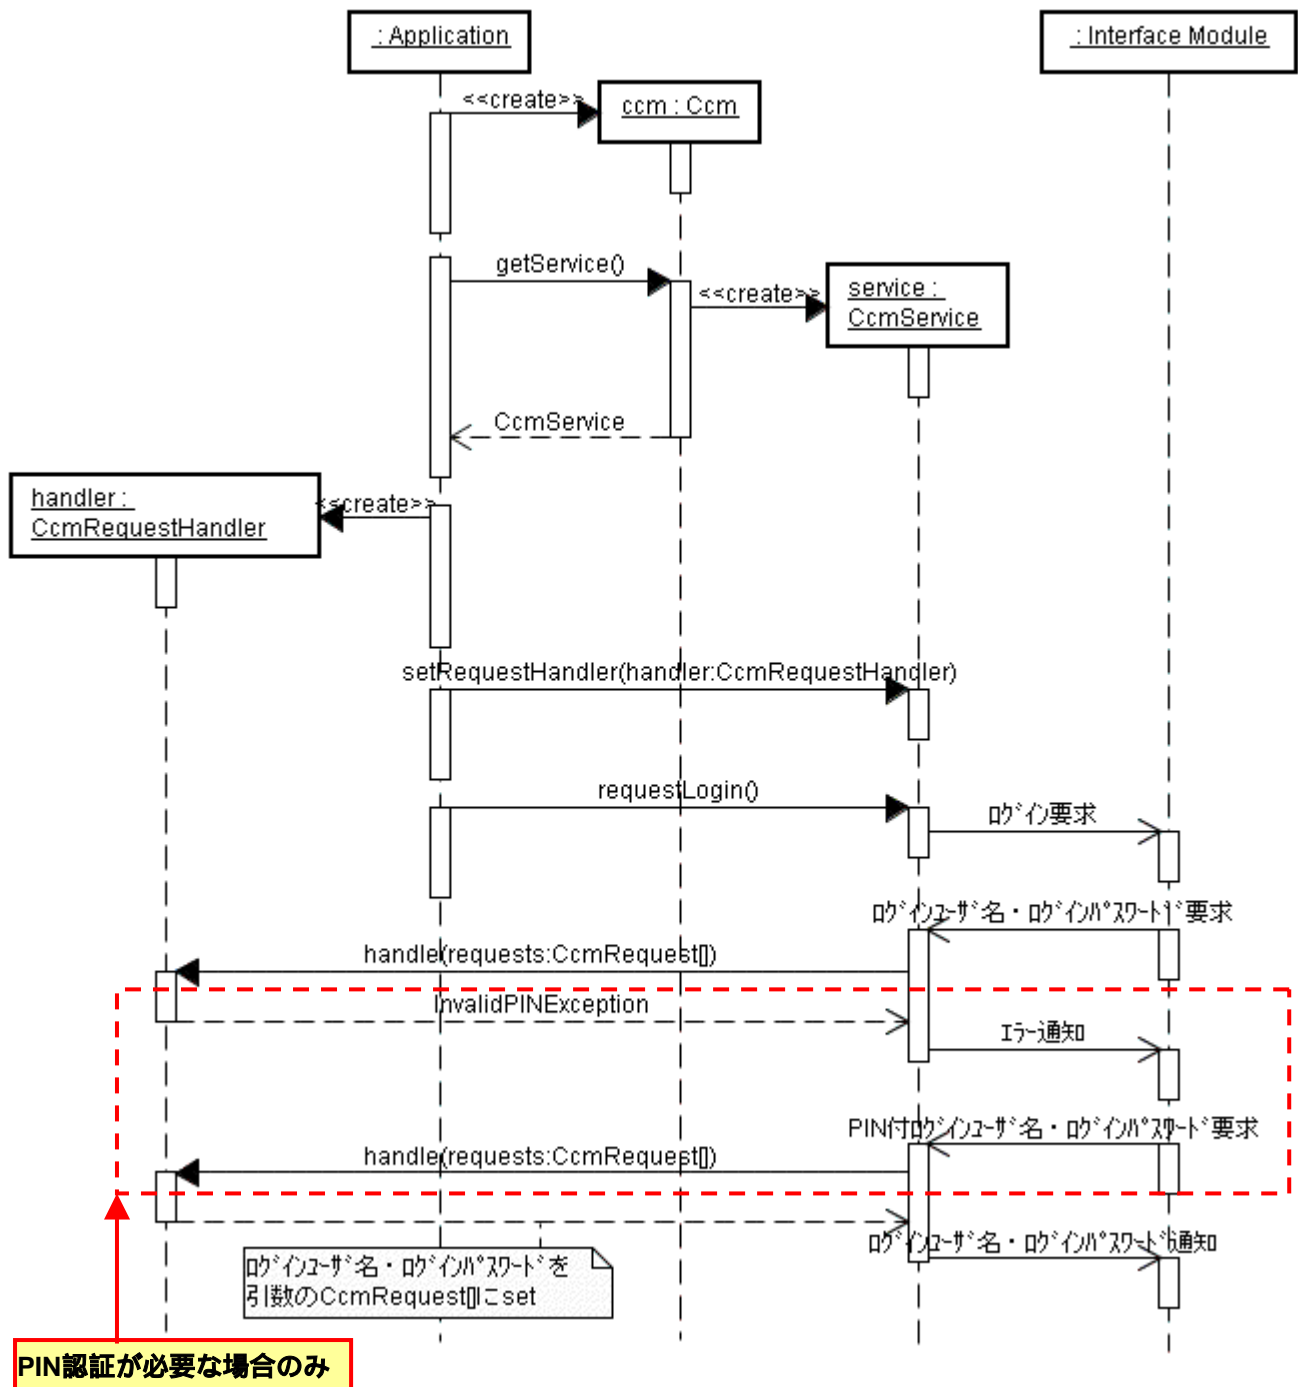 : Application
: Interface Module
<<create>>
ccm : Ccm
getService()
<<create>>
service :
CcmService
CcmService
handler :
CcmRequestHandler
<<create>>
setRequestHandler(handler:CcmRequestHandler)
requestLogin()
ﾛｸﾞｲﾝ要求
ﾛｸﾞｲﾝﾕｰｻﾞ名・ﾛｸﾞｲﾝﾊﾟｽﾜｰﾄﾞ要求
handle(requests:CcmRequest[])
InvalidPINException
ｴﾗｰ通知
PIN付ﾛｸﾞｲﾝﾕｰｻﾞ名・ﾛｸﾞｲﾝﾊﾟｽﾜｰﾄﾞ要求
handle(requests:CcmRequest[])
ﾛｸﾞｲﾝﾕｰｻﾞ名・ﾛｸﾞｲﾝﾊﾟｽﾜｰﾄﾞ通知
ﾛｸﾞｲﾝﾕｰｻﾞ名・ﾛｸﾞｲﾝﾊﾟｽﾜｰﾄﾞを
引数のCcmRequest[]にset
PIN認証が必要な場合のみ